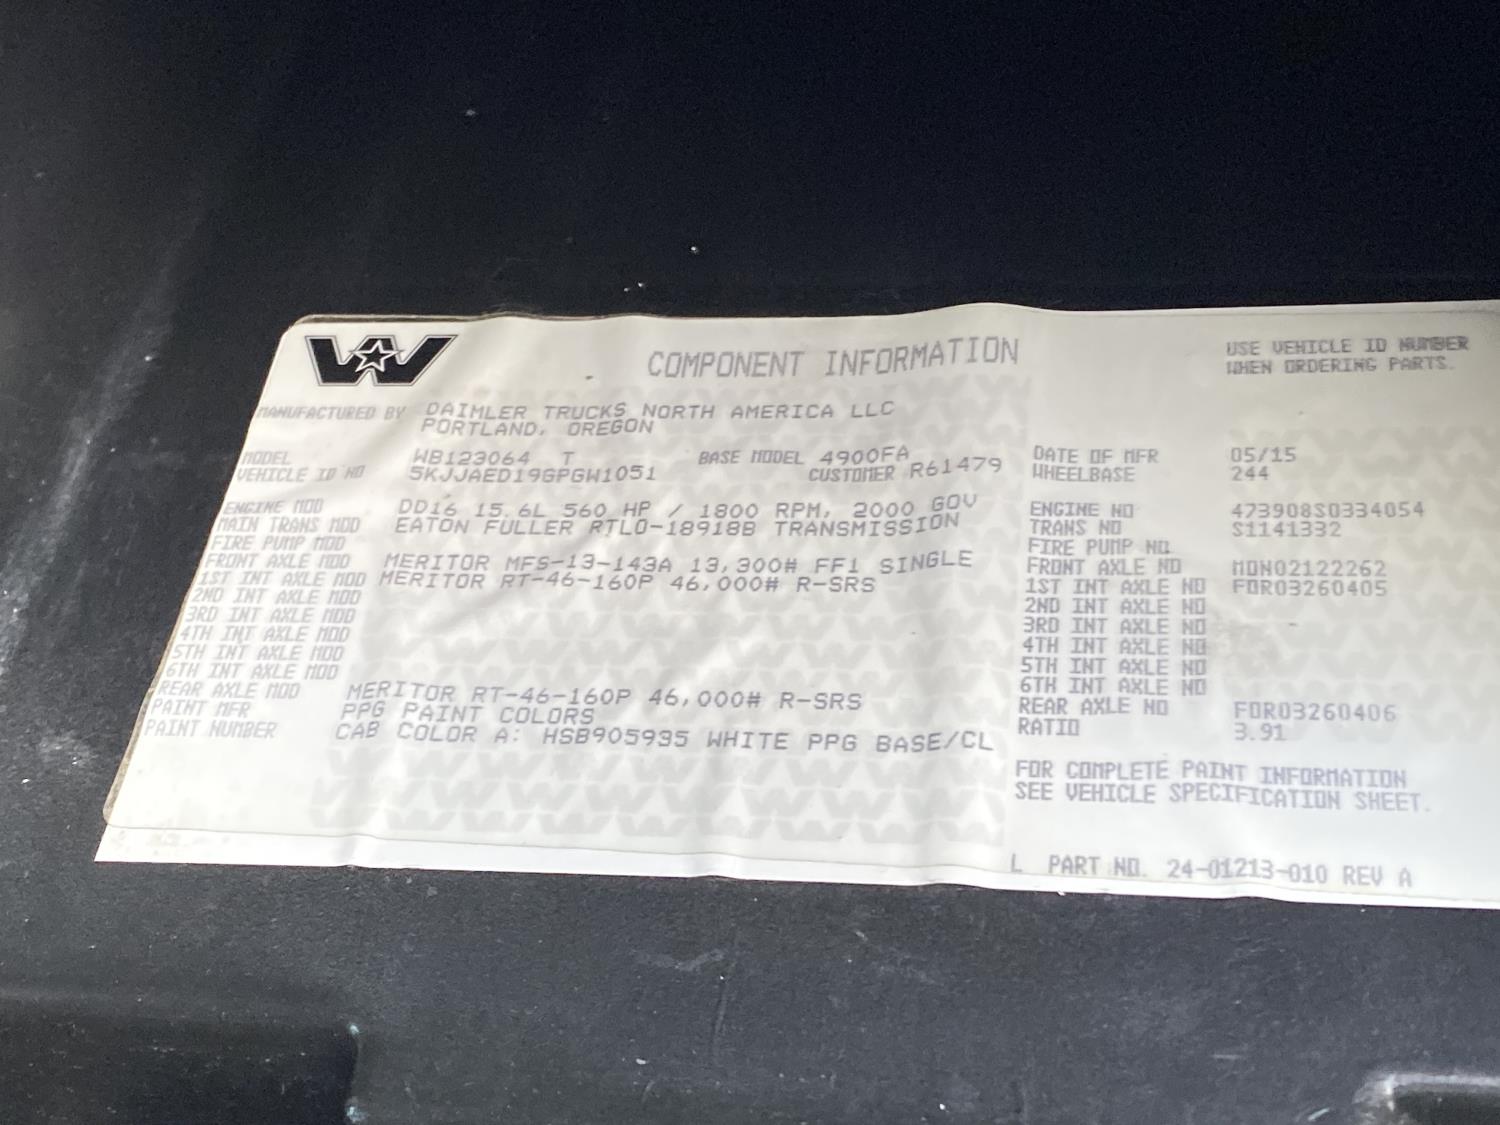 COMPONENT INFORMATION
USE VEHICLE ID NUMBER
WHEN ORDERING PARTS.
MANUFACTURED BY DAIMLER TRUCKS NORTH AMERICA LLC
PORTLAND, OREGON
MODEL WB123064 T BASE MODEL 4900FA DATE OF MFR 05/15
VEHICLE ID NO 5KJJAED19GPGW1051 CUSTOMER R61479 WHEELBASE 244
ENGINE MOD DD16 15.6L 560 HP / 1800 RPM, 2000 GOV ENGINE NO 473908S0334054
MAIN TRANS MOD EATON FULLER RTLO-18918B TRANSMISSION TRANS NO S1141332
FIRE PUMP MOD FIRE PUMP NO
FRONT AXLE MOD MERITOR MFS-13-143A 13,300# FF1 SINGLE FRONT AXLE NO MON02122262
1ST INT AXLE MOD MERITOR RT-46-160P 46,000# R-SRS 1ST INT AXLE NO FOR03260405
2ND INT AXLE MOD 2ND INT AXLE NO
3RD INT AXLE MOD 3RD INT AXLE NO
4TH INT AXLE MOD 4TH INT AXLE NO
5TH INT AXLE MOD 5TH INT AXLE NO
6TH INT AXLE MOD 6TH INT AXLE NO
REAR AXLE MOD MERITOR RT-46-160P 46,000# R-SRS REAR AXLE NO FOR03260406
PAINT MFR PPG PAINT COLORS RATIO 3.91
PAINT NUMBER CAB COLOR A: HSB905935 WHITE PPG BASE/CL
FOR COMPLETE PAINT INFORMATION
SEE VEHICLE SPECIFICATION SHEET.
L PART NO. 24-01213-010 REV A